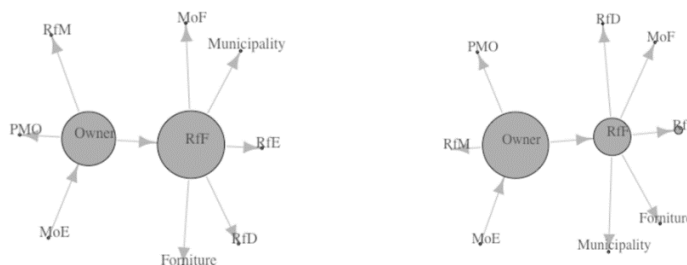 MoF
RfM
Municipality
PMO
Owner
RfF
RfE
MoE
RfD
Forniture
RfD
MoF
PMO
Owner
RfF
RfM
MoE
Forniture
Municipality